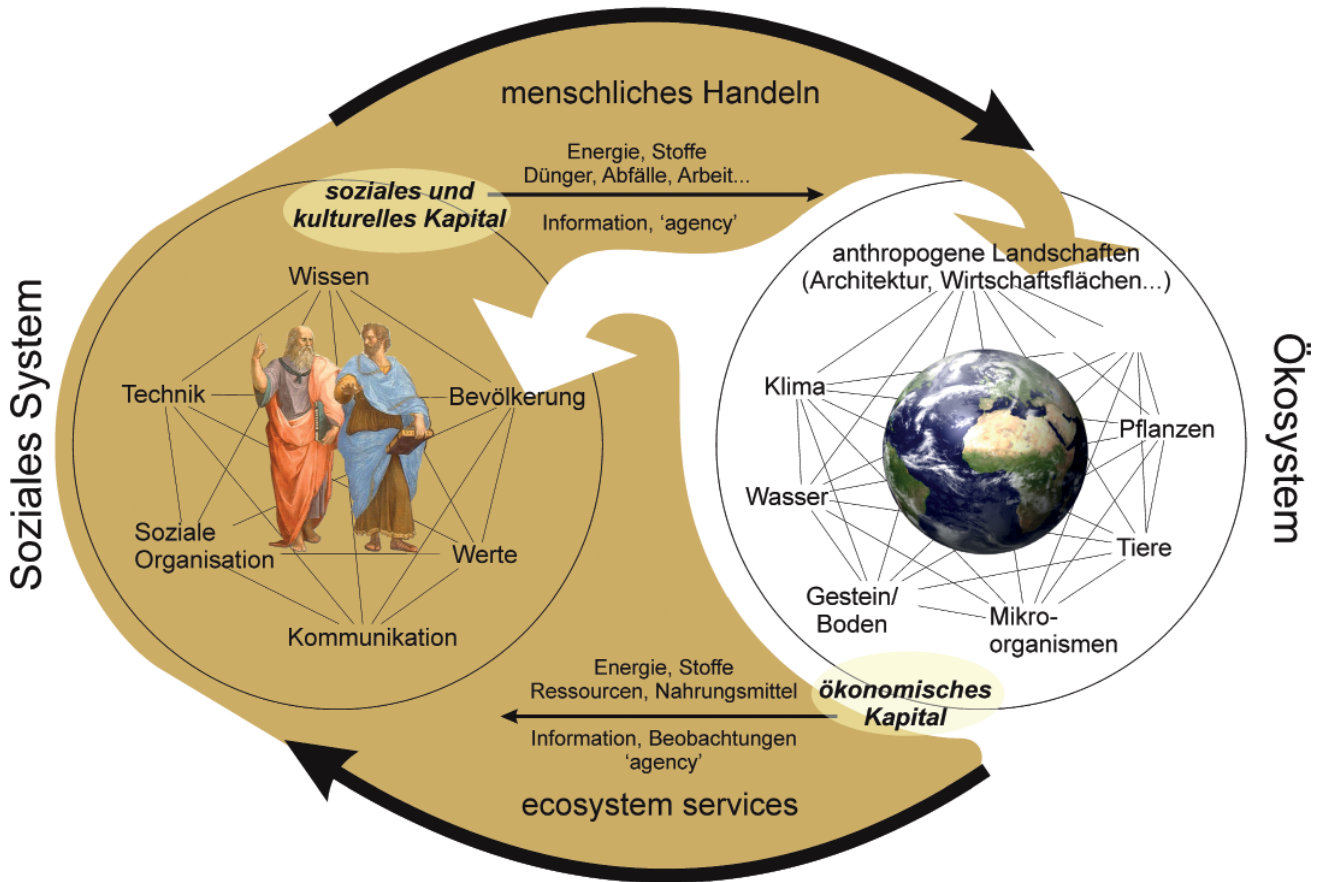 menschliches Handeln
Energie, Stoffe
Dünger, Abfälle, Arbeit...
Information, ‘agency’
soziales und
kulturelles Kapital
Soziales System
Wissen
Technik
Bevölkerung
Soziale
Organisation
Werte
Kommunikation
Ökosystem
anthropogene Landschaften
(Architektur, Wirtschaftsflächen...)
Klima
Pflanzen
Wasser
Tiere
Gestein/
Boden
Mikro-
organismen
ökonomisches
Kapital
Energie, Stoffe
Ressourcen, Nahrungsmittel
Information, Beobachtungen
‘agency’
ecosystem services